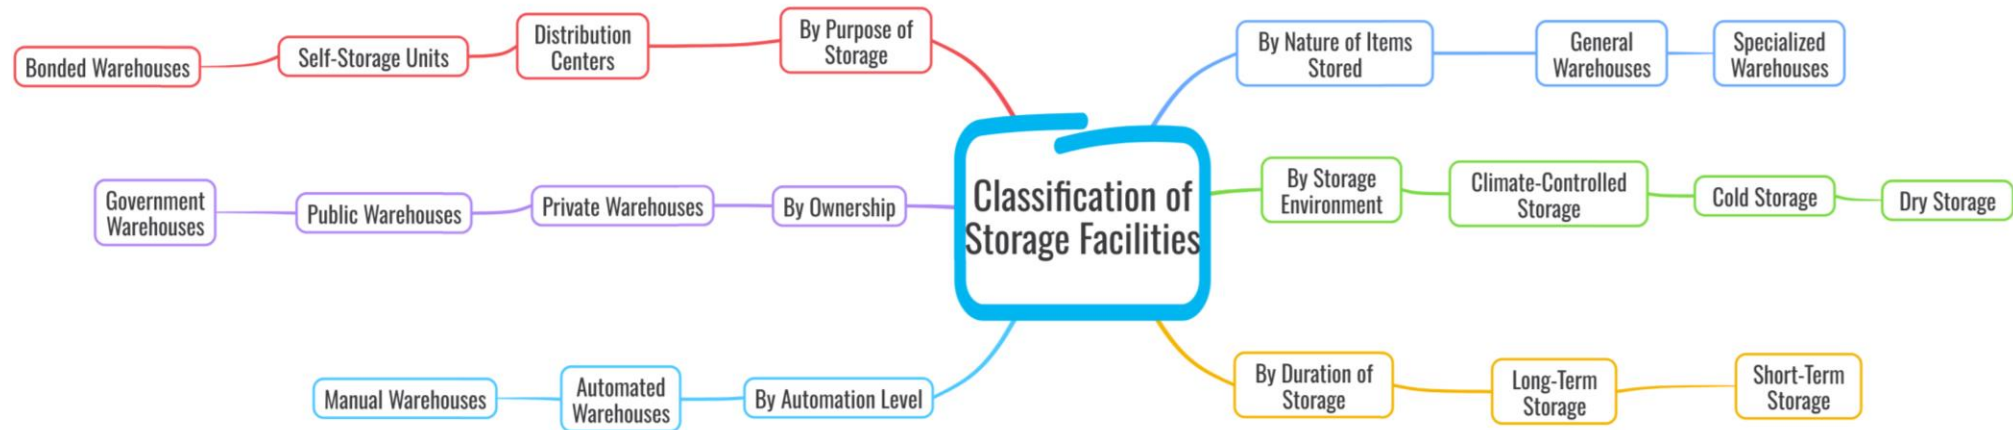 Bonded Warehouses
Self-Storage Units
Distribution
Centers
By Purpose of
Storage
By Nature of Items
Stored
General
Warehouses
Specialized
Warehouses
Government
Warehouses
Public Warehouses
Private Warehouses
By Ownership
Classification of
Storage Facilities
By Storage
Environment
Climate-Controlled
Storage
Cold Storage
Dry Storage
Manual Warehouses
Automated
Warehouses
By Automation Level
By Duration of
Storage
Long-Term
Storage
Short-Term
Storage